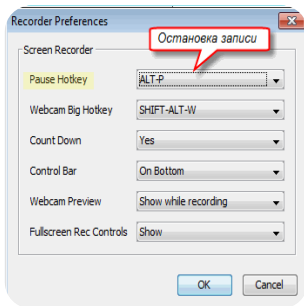 Recorder Preferences
Остановка записи
Screen Recorder
Pause Hotkey ALT-P
Webcam Big Hotkey SHIFT-ALT-W
Count Down Yes
Control Bar On Bottom
Webcam Preview Show while recording
Fullscreen Rec Controls Show
OK Cancel